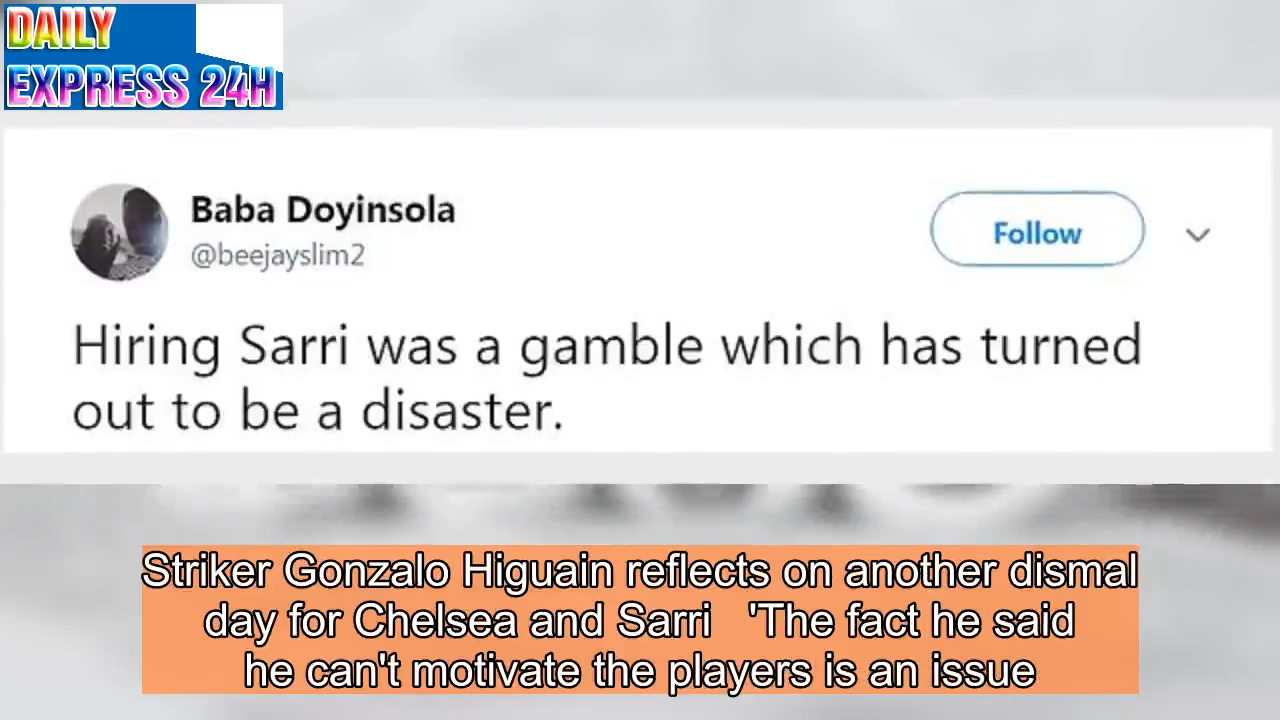 DAILY
EXPRESS 24H
Baba Doyinsola
@beejayslim2
Follow
Hiring Sarri was a gamble which has turned
out to be a disaster.
Striker Gonzalo Higuain reflects on another dismal
day for Chelsea and Sarri 'The fact he said
he can't motivate the players is an issue